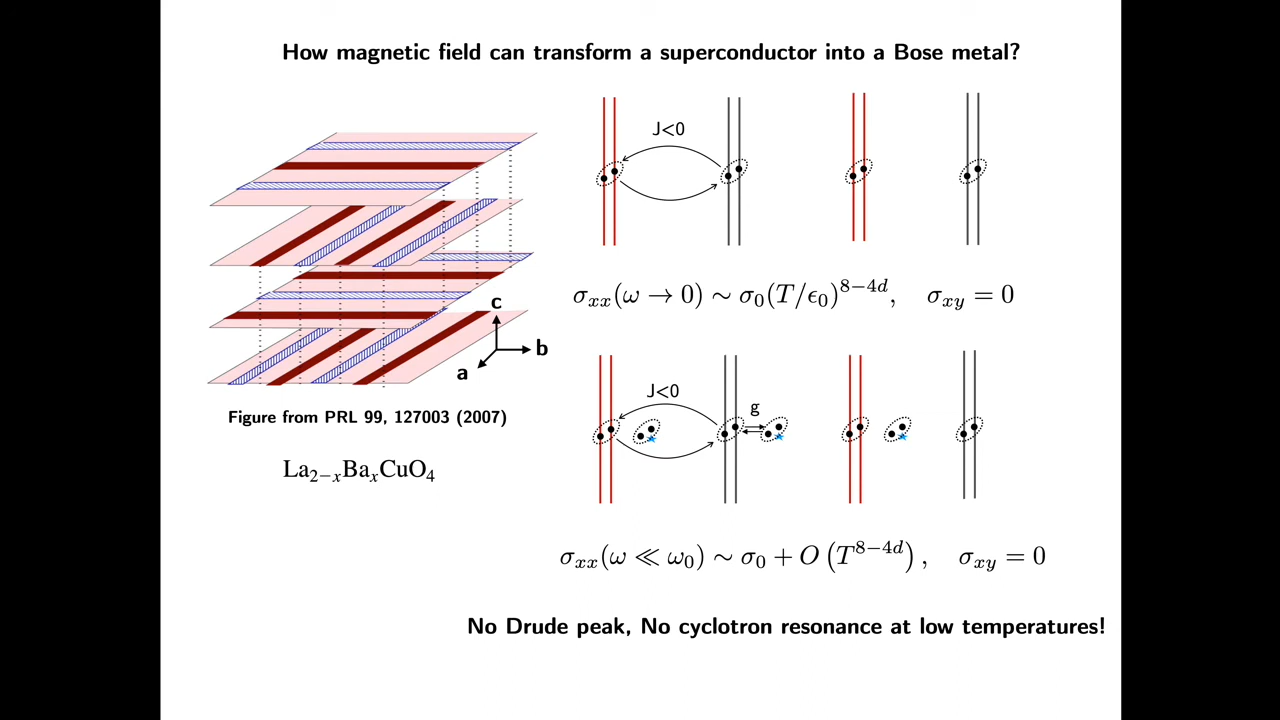 How magnetic field can transform a superconductor into a Bose metal?
J<0
σ_xx(ω → 0) ∼ σ_0(T/ϵ_0)^{8−4d},   σ_xy = 0
c
b
a
Figure from PRL 99, 127003 (2007)
La_{2−x}Ba_xCuO_4
J<0
g
σ_xx(ω ≪ ω_0) ∼ σ_0 + O (T^{8−4d}),   σ_xy = 0
No Drude peak, No cyclotron resonance at low temperatures!